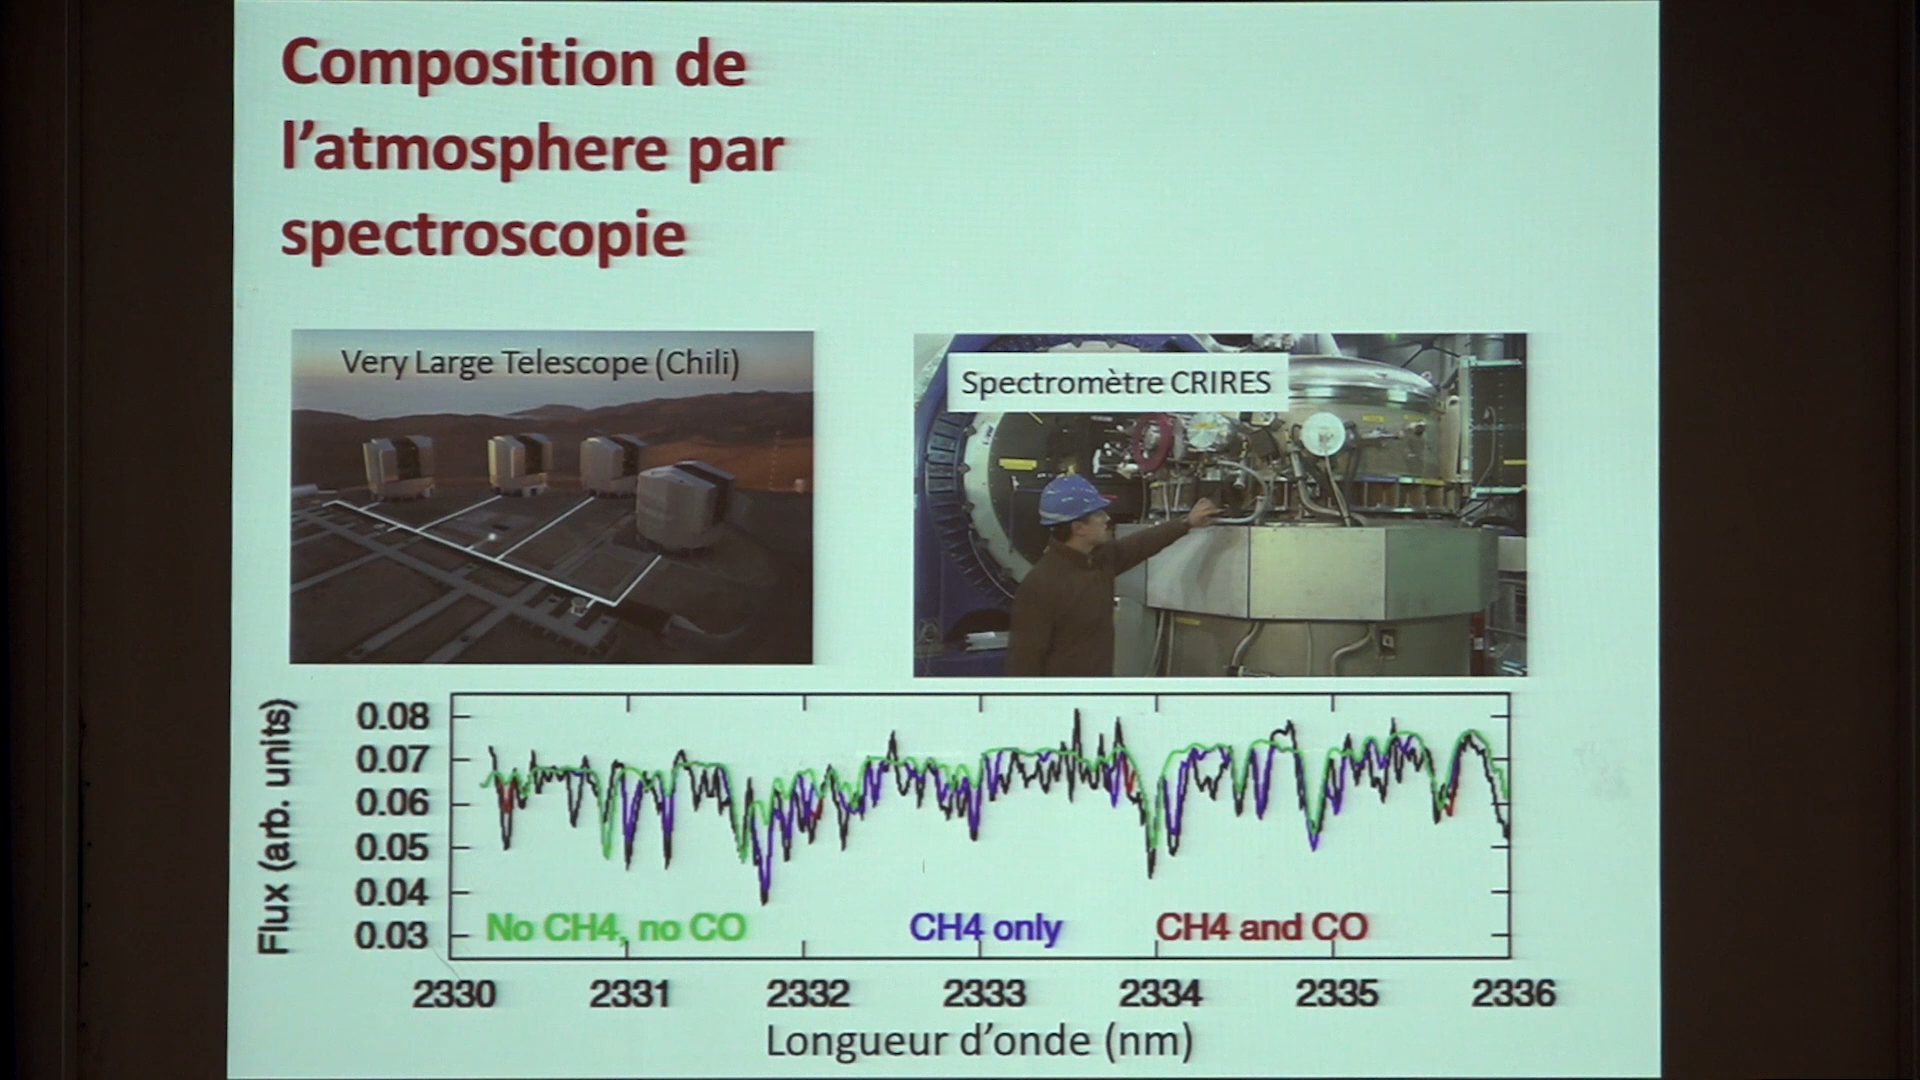 Composition de
l’atmosphere par
spectroscopie
Very Large Telescope (Chili)
Spectromètre CRIRES
Flux (arb. units)
0.08
0.07
0.06
0.05
0.04
0.03
No CH4, no CO
CH4 only
CH4 and CO
2330 2331 2332 2333 2334 2335 2336
Longueur d’onde (nm)